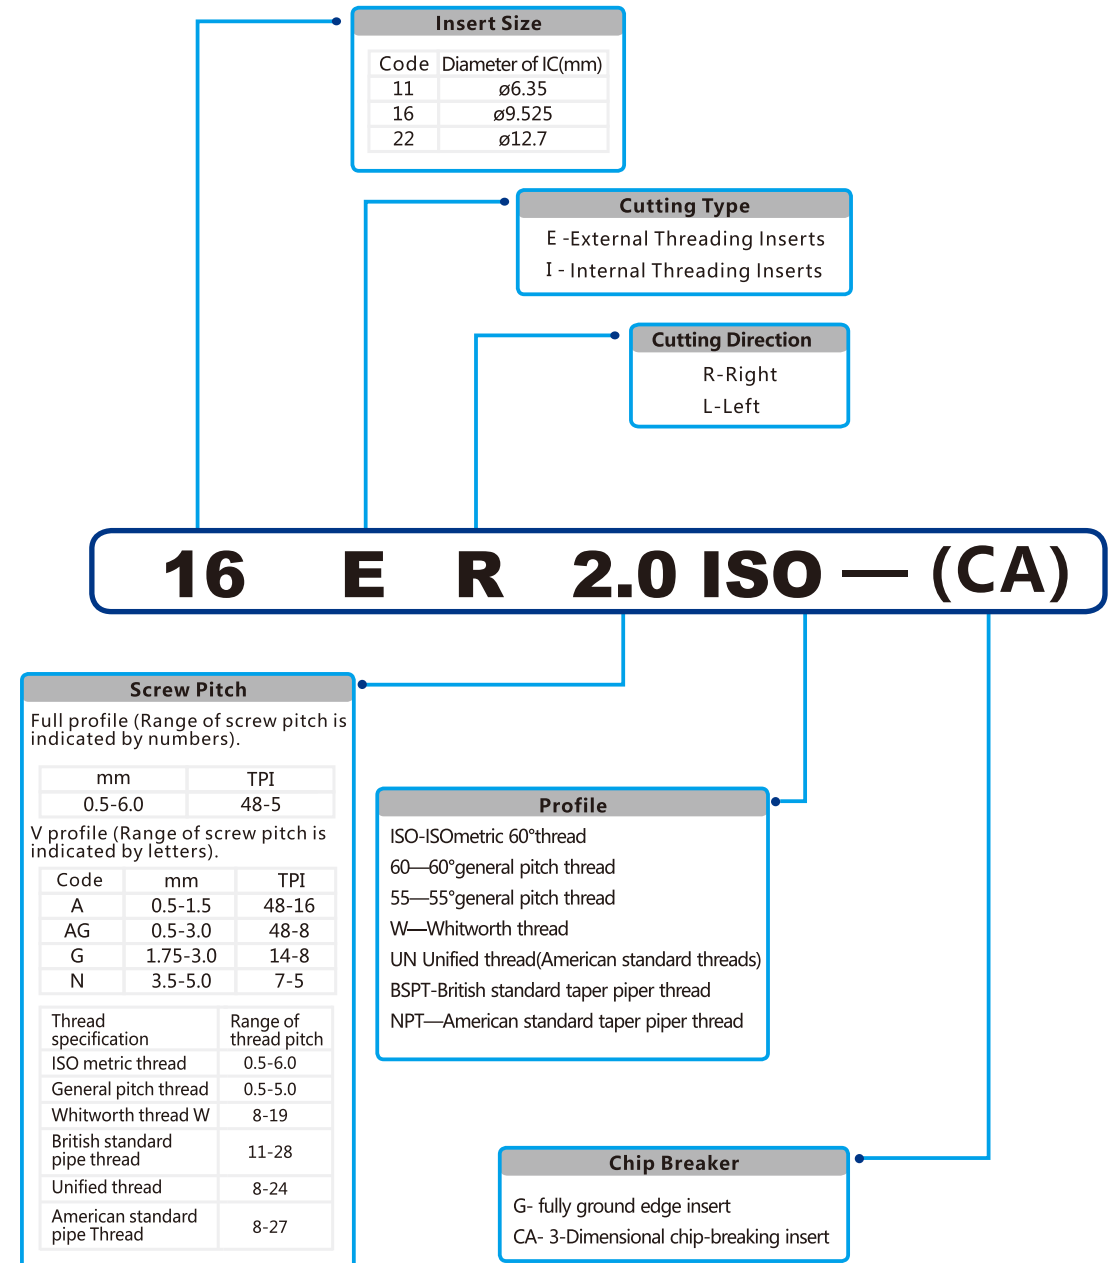 Insert Size
Code Diameter of IC(mm)
11 ø6.35
16 ø9.525
22 ø12.7
Cutting Type
E -External Threading Inserts
I - Internal Threading Inserts
Cutting Direction
R-Right
L-Left
16 E R 2.0 ISO — (CA)
Screw Pitch
Full profile (Range of screw pitch is
indicated by numbers).
mm TPI
0.5-6.0 48-5
V profile (Range of screw pitch is
indicated by letters).
Code mm TPI
A 0.5-1.5 48-16
AG 0.5-3.0 48-8
G 1.75-3.0 14-8
N 3.5-5.0 7-5
Thread Range of
specification thread pitch
ISO metric thread 0.5-6.0
General pitch thread 0.5-5.0
Whitworth thread W 8-19
British standard
pipe thread 11-28
Unified thread 8-24
American standard
pipe Thread 8-27
Profile
ISO-ISOmetric 60°thread
60—60°general pitch thread
55—55°general pitch thread
W—Whitworth thread
UN Unified thread(American standard threads)
BSPT-British standard taper piper thread
NPT—American standard taper piper thread
Chip Breaker
G- fully ground edge insert
CA- 3-Dimensional chip-breaking insert